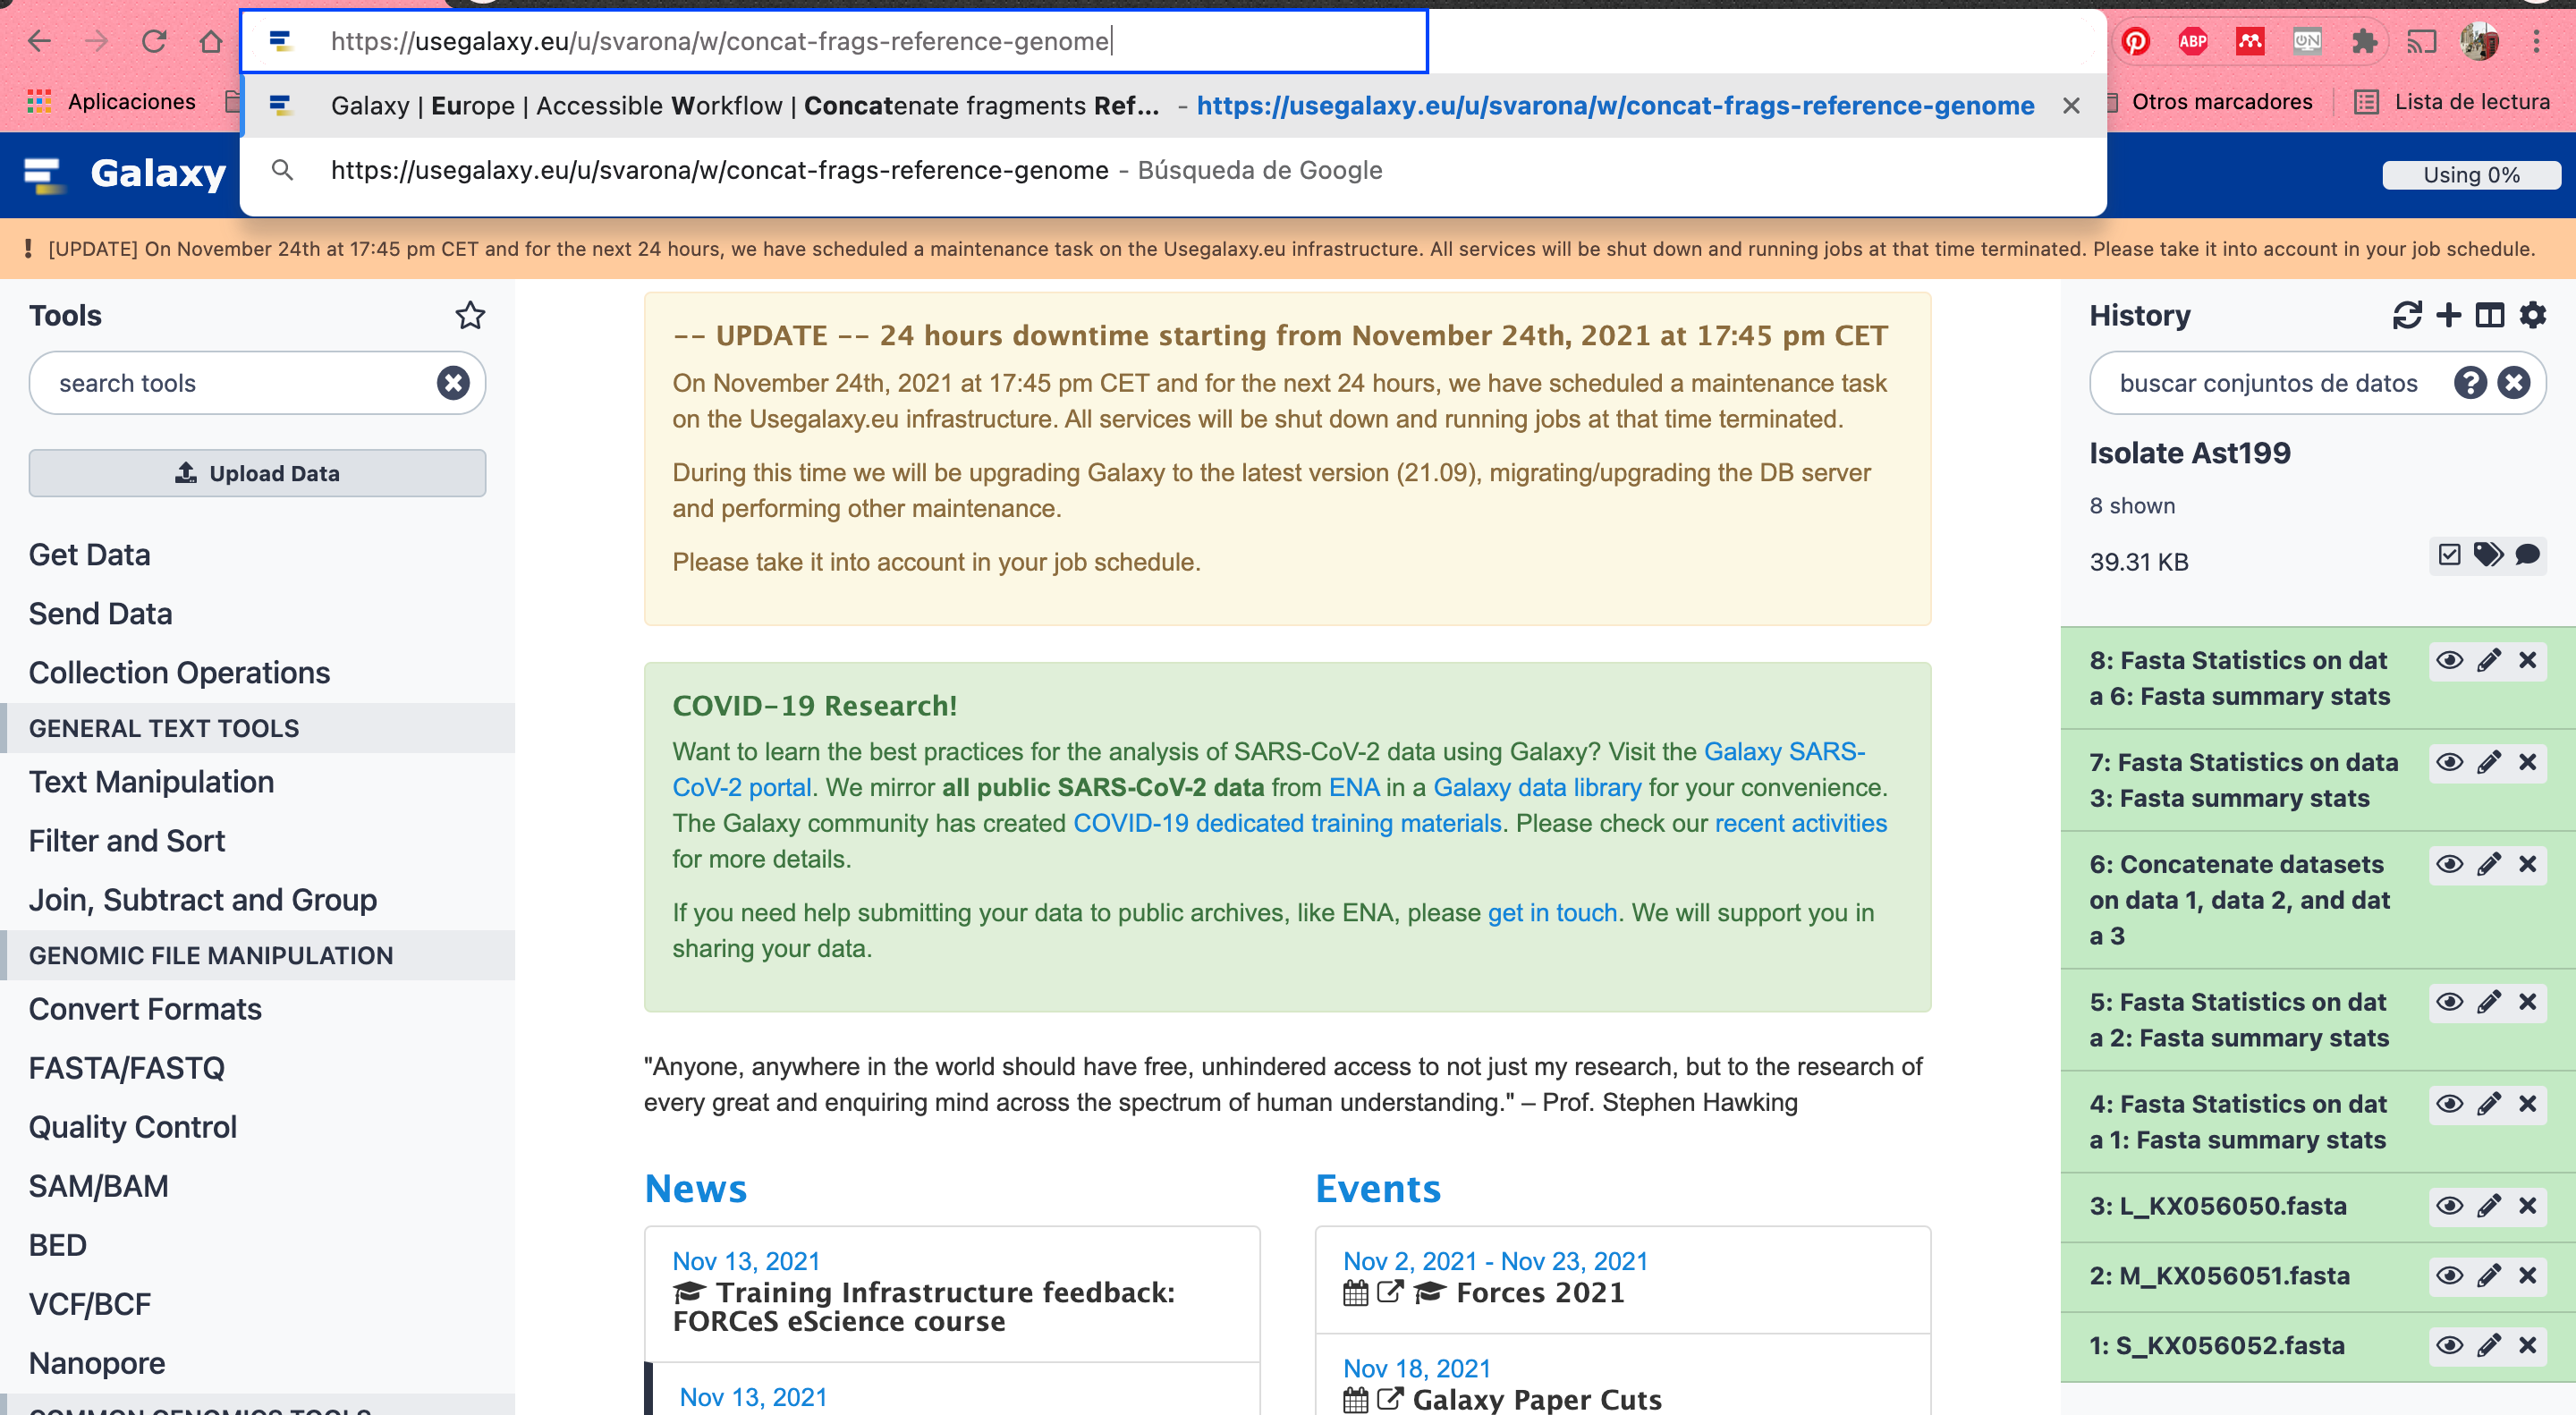 https://usegalaxy.eu/u/svarona/w/concat-frags-reference-genome
ABP
ON
Aplicaciones
Galaxy | Europe | Accessible Workflow | Concatenate fragments Ref... - https://usegalaxy.eu/u/svarona/w/concat-frags-reference-genome
Otros marcadores
Lista de lectura
https://usegalaxy.eu/u/svarona/w/concat-frags-reference-genome - Búsqueda de Google
Galaxy
Using 0%
[UPDATE] On November 24th at 17:45 pm CET and for the next 24 hours, we have scheduled a maintenance task on the Usegalaxy.eu infrastructure. All services will be shut down and running jobs at that time terminated. Please take it into account in your job schedule.
Tools
search tools
Upload Data
Get Data
Send Data
Collection Operations
GENERAL TEXT TOOLS
Text Manipulation
Filter and Sort
Join, Subtract and Group
GENOMIC FILE MANIPULATION
Convert Formats
FASTA/FASTQ
Quality Control
SAM/BAM
BED
VCF/BCF
Nanopore
COMMON GENOMICS TOOLS
-- UPDATE -- 24 hours downtime starting from November 24th, 2021 at 17:45 pm CET
On November 24th, 2021 at 17:45 pm CET and for the next 24 hours, we have scheduled a maintenance task
on the Usegalaxy.eu infrastructure. All services will be shut down and running jobs at that time terminated.
During this time we will be upgrading Galaxy to the latest version (21.09), migrating/upgrading the DB server
and performing other maintenance.
Please take it into account in your job schedule.
COVID-19 Research!
Want to learn the best practices for the analysis of SARS-CoV-2 data using Galaxy? Visit the Galaxy SARS-
CoV-2 portal. We mirror all public SARS-CoV-2 data from ENA in a Galaxy data library for your convenience.
The Galaxy community has created COVID-19 dedicated training materials. Please check our recent activities
for more details.
If you need help submitting your data to public archives, like ENA, please get in touch. We will support you in
sharing your data.
"Anyone, anywhere in the world should have free, unhindered access to not just my research, but to the research of
every great and enquiring mind across the spectrum of human understanding." – Prof. Stephen Hawking
News
Nov 13, 2021
Training Infrastructure feedback:
FORCeS eScience course
Nov 13, 2021
Events
Nov 2, 2021 - Nov 23, 2021
Forces 2021
Nov 18, 2021
Galaxy Paper Cuts
History
buscar conjuntos de datos
Isolate Ast199
8 shown
39.31 KB
8: Fasta Statistics on dat
a 6: Fasta summary stats
7: Fasta Statistics on data
3: Fasta summary stats
6: Concatenate datasets
on data 1, data 2, and dat
a 3
5: Fasta Statistics on dat
a 2: Fasta summary stats
4: Fasta Statistics on dat
a 1: Fasta summary stats
3: L_KX056050.fasta
2: M_KX056051.fasta
1: S_KX056052.fasta